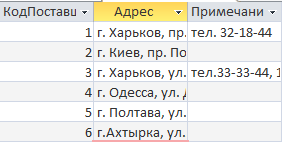 КодПоставщ Адрес Примечани
1 г. Харьков, пр. тел. 32-18-44
2 г. Киев, пр. По
3 г. Харьков, ул. тел.33-33-44, 1
4 г. Одесса, ул. Д
5 г. Полтава, ул.
6 г.Ахтырка, ул.